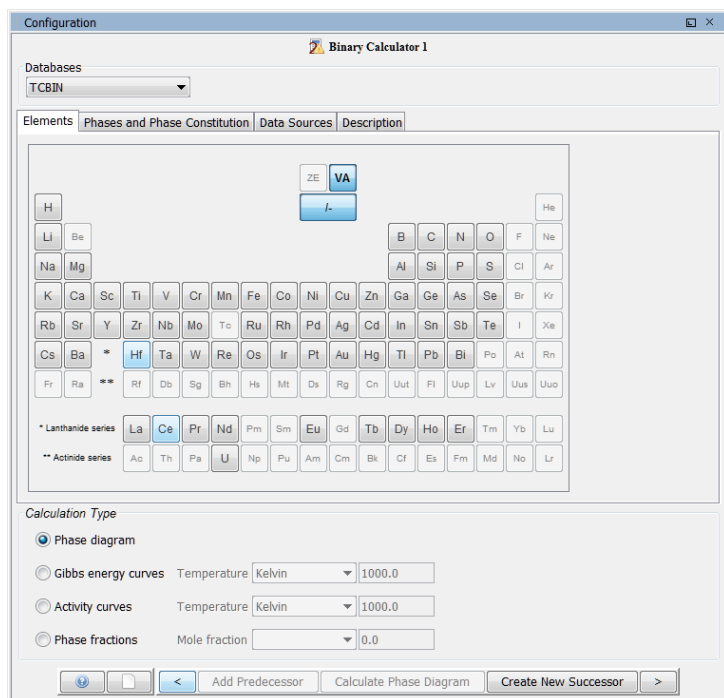 Configuration
Binary Calculator 1
Databases
TCBIN
Elements Phases and Phase Constitution Data Sources Description
ZE VA
/-
H He
Li Be B C N O F Ne
Na Mg Al Si P S Cl Ar
K Ca Sc Ti V Cr Mn Fe Co Ni Cu Zn Ga Ge As Se Br Kr
Rb Sr Y Zr Nb Mo Tc Ru Rh Pd Ag Cd In Sn Sb Te I Xe
Cs Ba * Hf Ta W Re Os Ir Pt Au Hg Tl Pb Bi Po At Rn
Fr Ra ** Rf Db Sg Bh Hs Mt Ds Rg Cn Uut Fl Uup Lv Uus Uuo
* Lanthanide series La Ce Pr Nd Pm Sm Eu Gd Tb Dy Ho Er Tm Yb Lu
** Actinide series Ac Th Pa U Np Pu Am Cm Bk Cf Es Fm Md No Lr
Calculation Type
Phase diagram
Gibbs energy curves Temperature Kelvin 1000.0
Activity curves Temperature Kelvin 1000.0
Phase fractions Mole fraction 0.0
< Add Predecessor Calculate Phase Diagram Create New Successor >